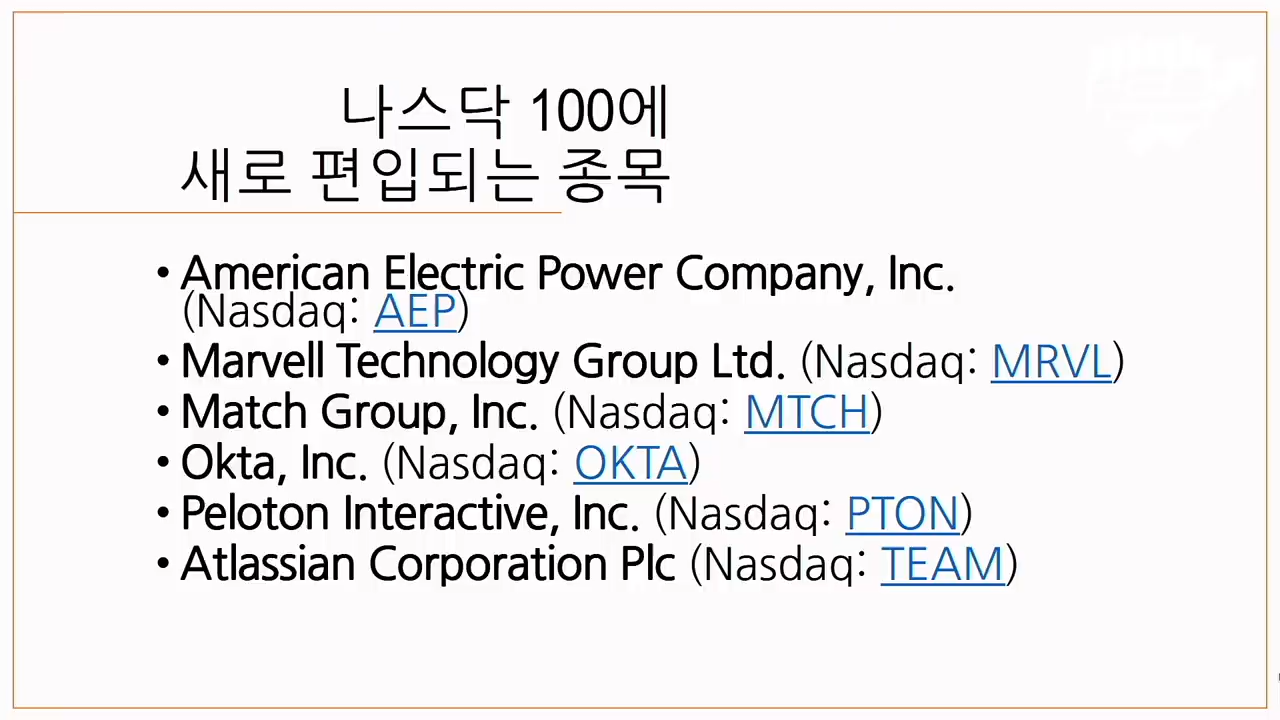 나스닥 100에
새로 편입되는 종목
• American Electric Power Company, Inc.
(Nasdaq: AEP)
• Marvell Technology Group Ltd. (Nasdaq: MRVL)
• Match Group, Inc. (Nasdaq: MTCH)
• Okta, Inc. (Nasdaq: OKTA)
• Peloton Interactive, Inc. (Nasdaq: PTON)
• Atlassian Corporation Plc (Nasdaq: TEAM)